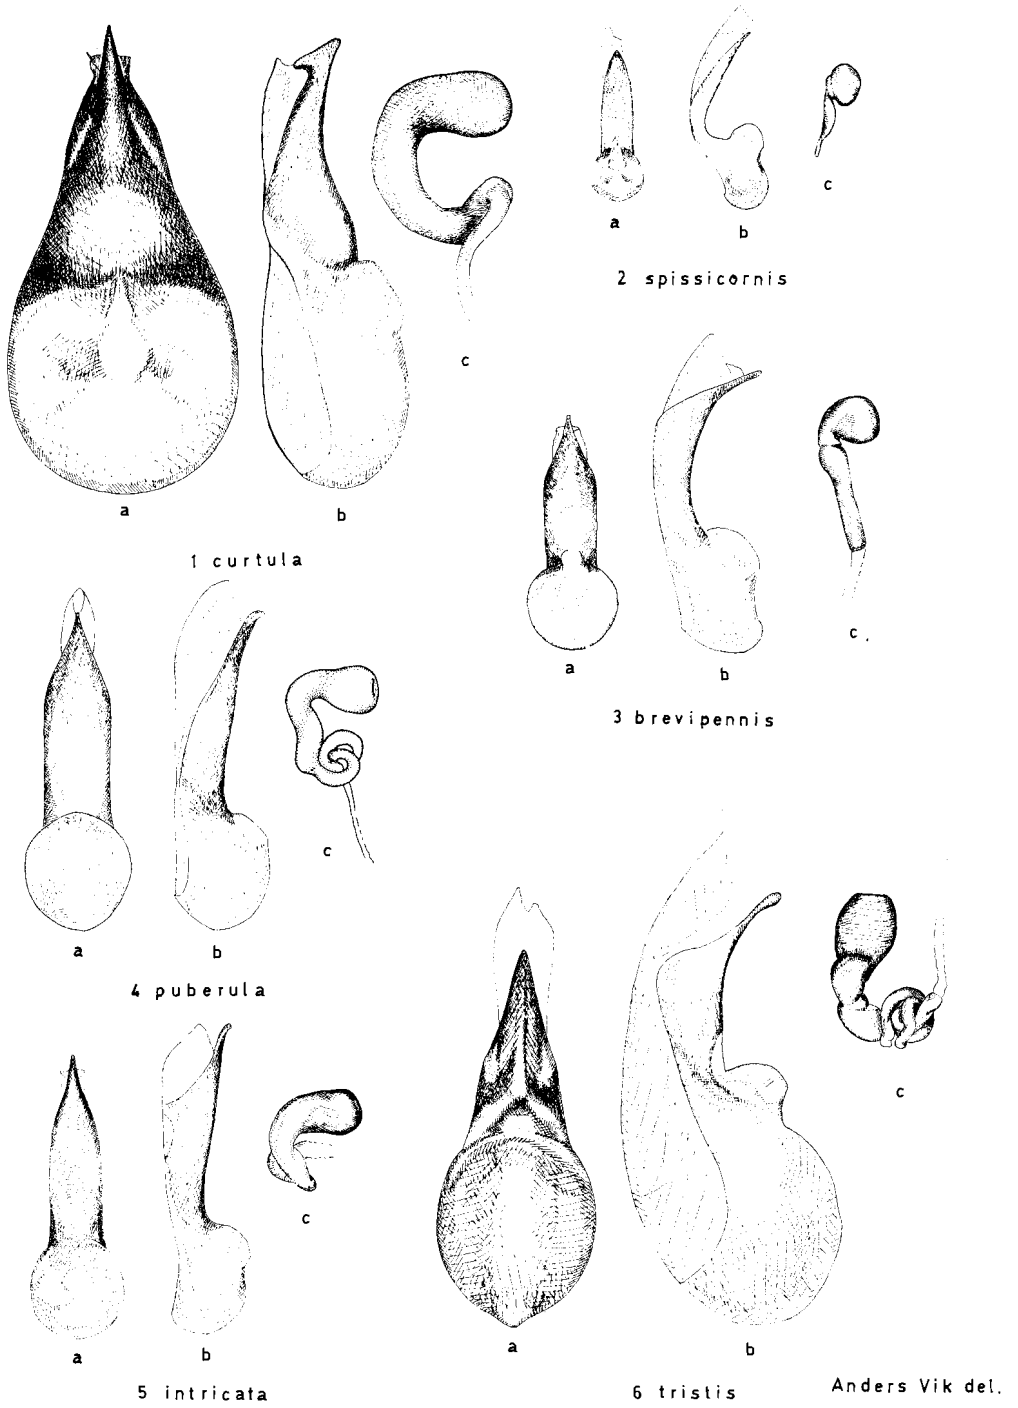 a
b
c
1 curtula
a
b
c
2 spissicornis
a
b
c.
3 brevipennis
a
b
c
4 puberula
a
b
c
5 intricata
a
b
c
6 tristis
Anders Vik del.